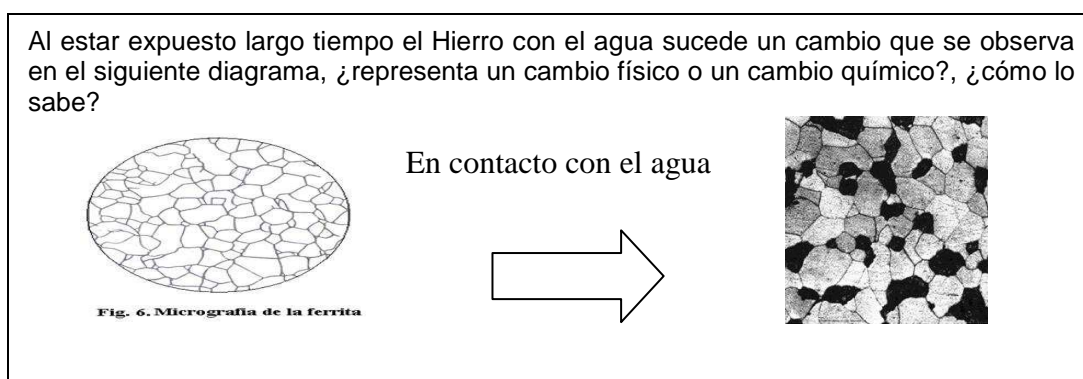 Al estar expuesto largo tiempo el Hierro con el agua sucede un cambio que se observa
en el siguiente diagrama, ¿representa un cambio físico o un cambio químico?, ¿cómo lo
sabe?
En contacto con el agua
Fig. 6. Micrografía de la ferrita